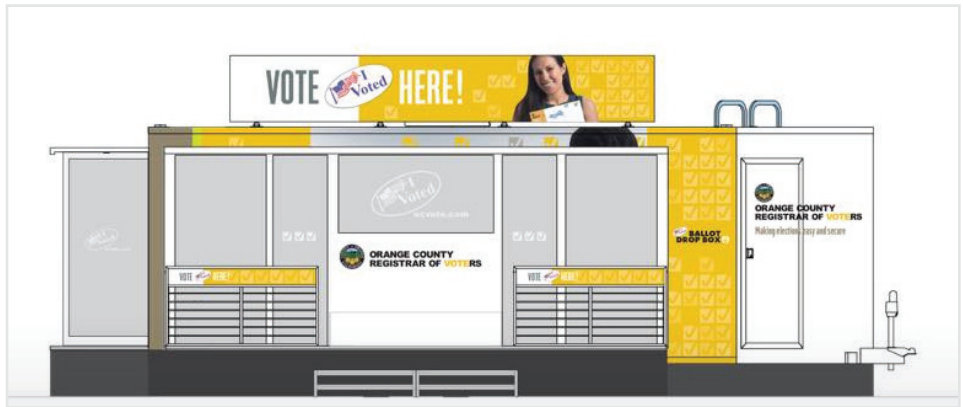 VOTE I Voted HERE!
I Voted
ocvote.com
ORANGE COUNTY
REGISTRAR OF VOTERS
VOTE HERE!
VOTE HERE!
BALLOT
DROP BOX
ORANGE COUNTY
REGISTRAR OF VOTERS
Making election easy and secure